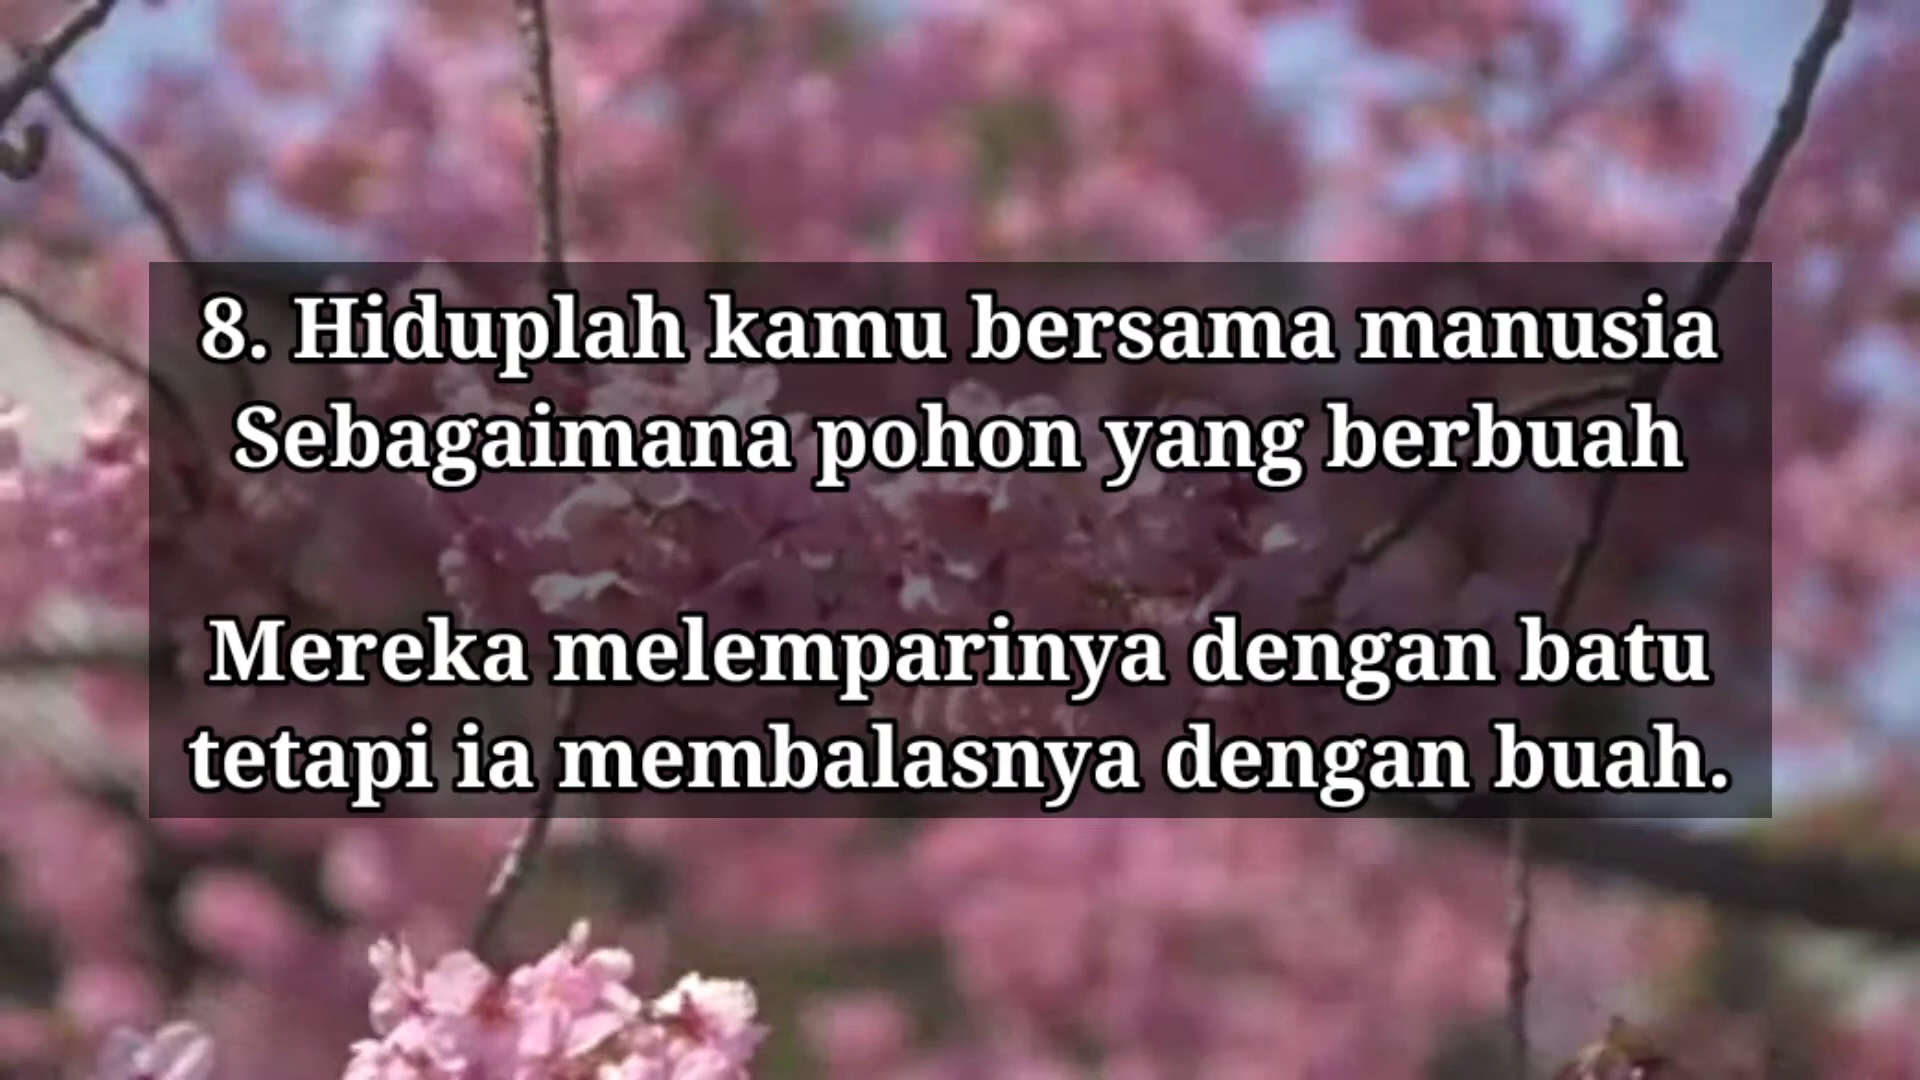 8. Hiduplah kamu bersama manusia
Sebagaimana pohon yang berbuah
Mereka melemparinya dengan batu
tetapi ia membalasnya dengan buah.